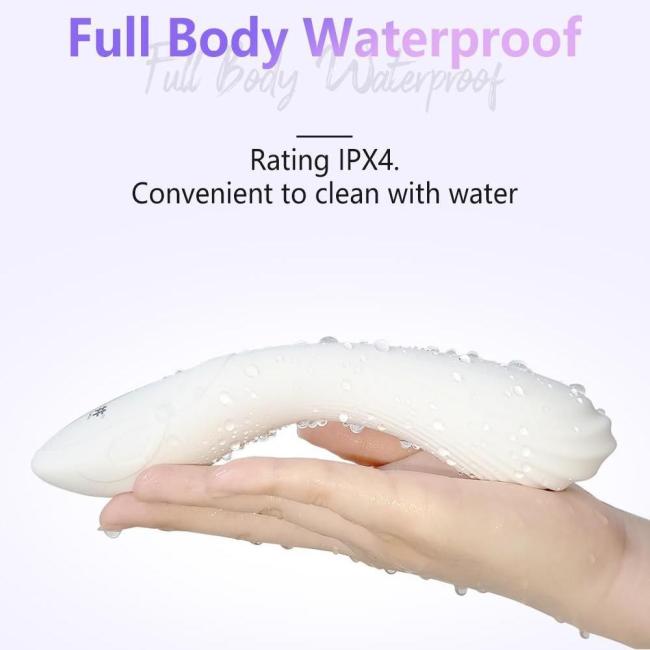 Full Body Waterproof
Full Body Waterproof
Rating IPX4.
Convenient to clean with water